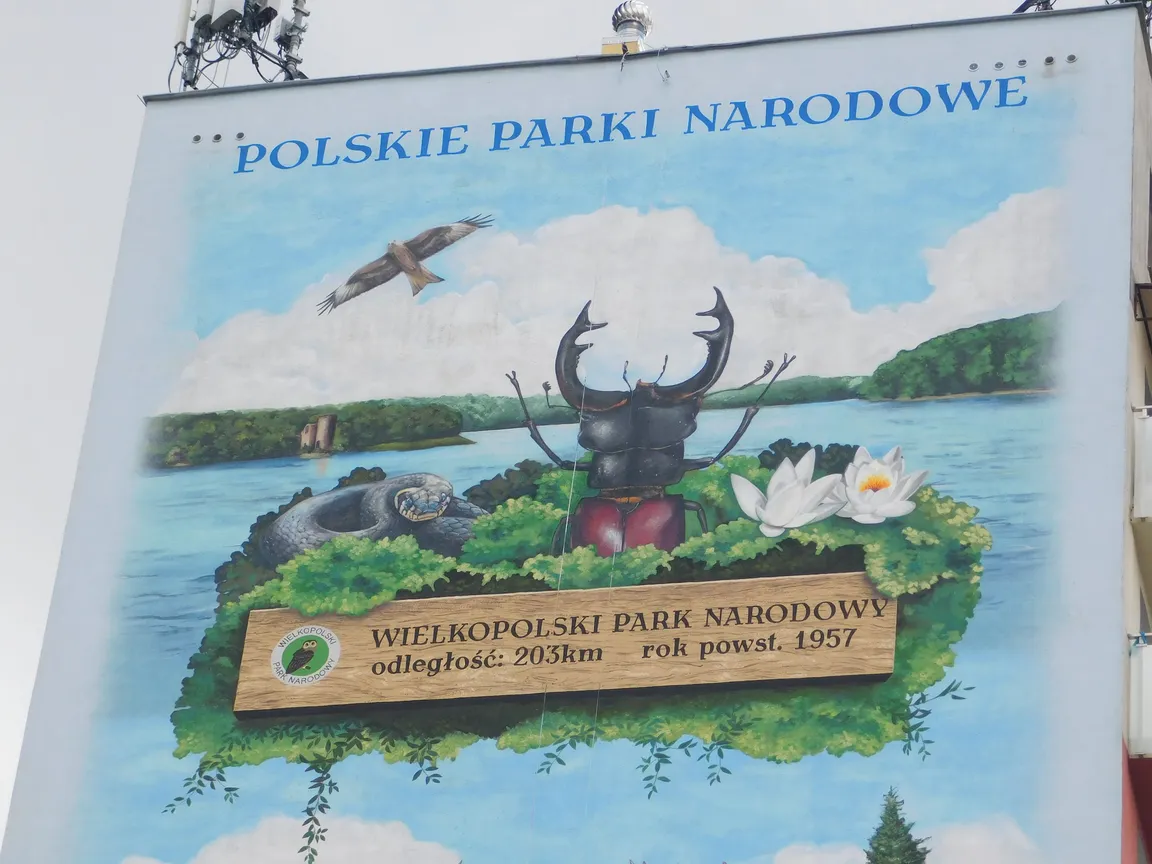 POLSKIE PARKI NARODOWE
WIELKOPOLSKI PARK NARODOWY
odległość: 203km rok powst. 1957
WIELKOPOLSKI
PARK NARODOWY